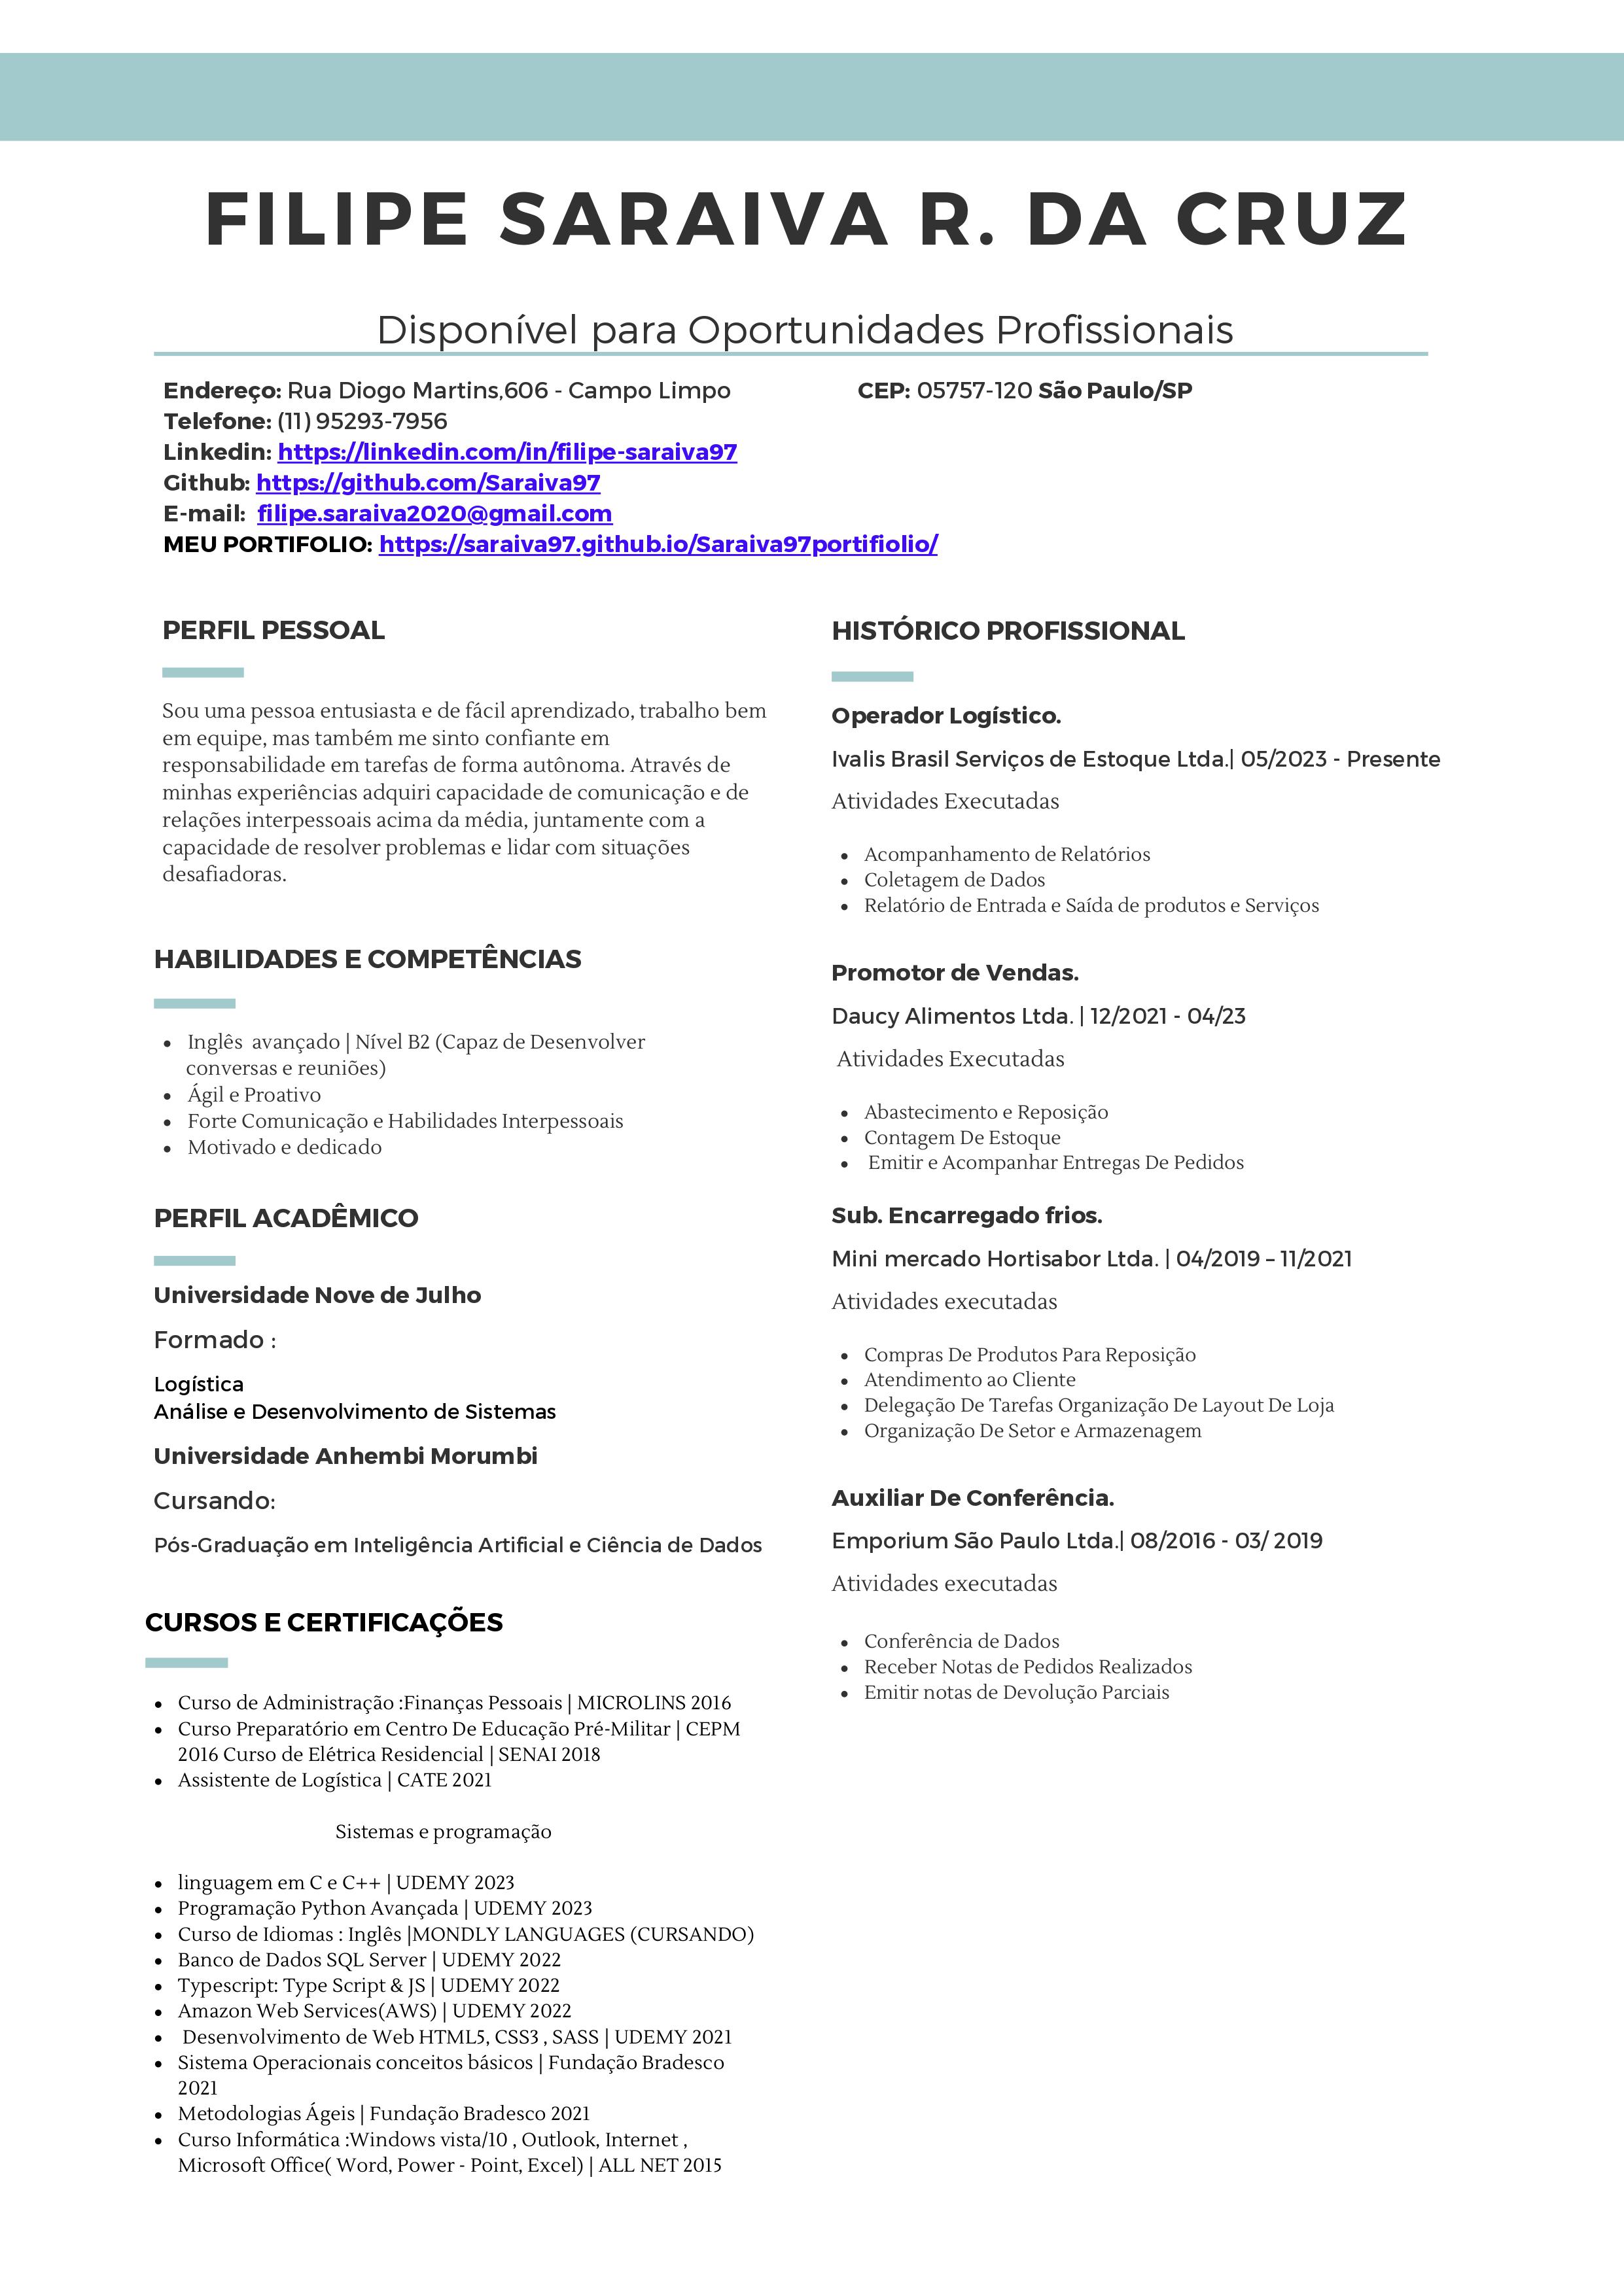 FILIPE SARAIVA R. DA CRUZ
Disponível para Oportunidades Profissionais
Endereço: Rua Diogo Martins,606 - Campo Limpo CEP: 05757-120 São Paulo/SP
Telefone: (11) 95293-7956
Linkedin: https://linkedin.com/in/filipe-saraiva97
Github: https://github.com/Saraiva97
E-mail: filipe.saraiva2020@gmail.com
MEU PORTIFOLIO: https://saraiva97.github.io/Saraiva97portifiolio/
PERFIL PESSOAL
Sou uma pessoa entusiasta e de fácil aprendizado, trabalho bem
em equipe, mas também me sinto confiante em
responsabilidade em tarefas de forma autônoma. Através de
minhas experiências adquiri capacidade de comunicação e de
relações interpessoais acima da média, juntamente com a
capacidade de resolver problemas e lidar com situações
desafiadoras.
HABILIDADES E COMPETÊNCIAS
• Inglês avançado | Nível B2 (Capaz de Desenvolver
conversas e reuniões)
• Ágil e Proativo
• Forte Comunicação e Habilidades Interpessoais
• Motivado e dedicado
PERFIL ACADÊMICO
Universidade Nove de Julho
Formado :
Logística
Análise e Desenvolvimento de Sistemas
Universidade Anhembi Morumbi
Cursando:
Pós-Graduação em Inteligência Artificial e Ciência de Dados
CURSOS E CERTIFICAÇÕES
• Curso de Administração :Finanças Pessoais | MICROLINS 2016
• Curso Preparatório em Centro De Educação Pré-Militar | CEPM
2016 Curso de Elétrica Residencial | SENAI 2018
• Assistente de Logística | CATE 2021
Sistemas e programação
• linguagem em C e C++ | UDEMY 2023
• Programação Python Avançada | UDEMY 2023
• Curso de Idiomas : Inglês |MONDLY LANGUAGES (CURSANDO)
• Banco de Dados SQL Server | UDEMY 2022
• Typescript: Type Script & JS | UDEMY 2022
• Amazon Web Services(AWS) | UDEMY 2022
• Desenvolvimento de Web HTML5, CSS3 , SASS | UDEMY 2021
• Sistema Operacionais conceitos básicos | Fundação Bradesco
2021
• Metodologias Ágeis | Fundação Bradesco 2021
• Curso Informática :Windows vista/10 , Outlook, Internet ,
Microsoft Office( Word, Power - Point, Excel) | ALL NET 2015
HISTÓRICO PROFISSIONAL
Operador Logístico.
Ivalis Brasil Serviços de Estoque Ltda.| 05/2023 - Presente
Atividades Executadas
• Acompanhamento de Relatórios
• Coletagem de Dados
• Relatório de Entrada e Saída de produtos e Serviços
Promotor de Vendas.
Daucy Alimentos Ltda. | 12/2021 - 04/23
Atividades Executadas
• Abastecimento e Reposição
• Contagem De Estoque
• Emitir e Acompanhar Entregas De Pedidos
Sub. Encarregado frios.
Mini mercado Hortisabor Ltda. | 04/2019 – 11/2021
Atividades executadas
• Compras De Produtos Para Reposição
• Atendimento ao Cliente
• Delegação De Tarefas Organização De Layout De Loja
• Organização De Setor e Armazenagem
Auxiliar De Conferência.
Emporium São Paulo Ltda.| 08/2016 - 03/ 2019
Atividades executadas
• Conferência de Dados
• Receber Notas de Pedidos Realizados
• Emitir notas de Devolução Parciais